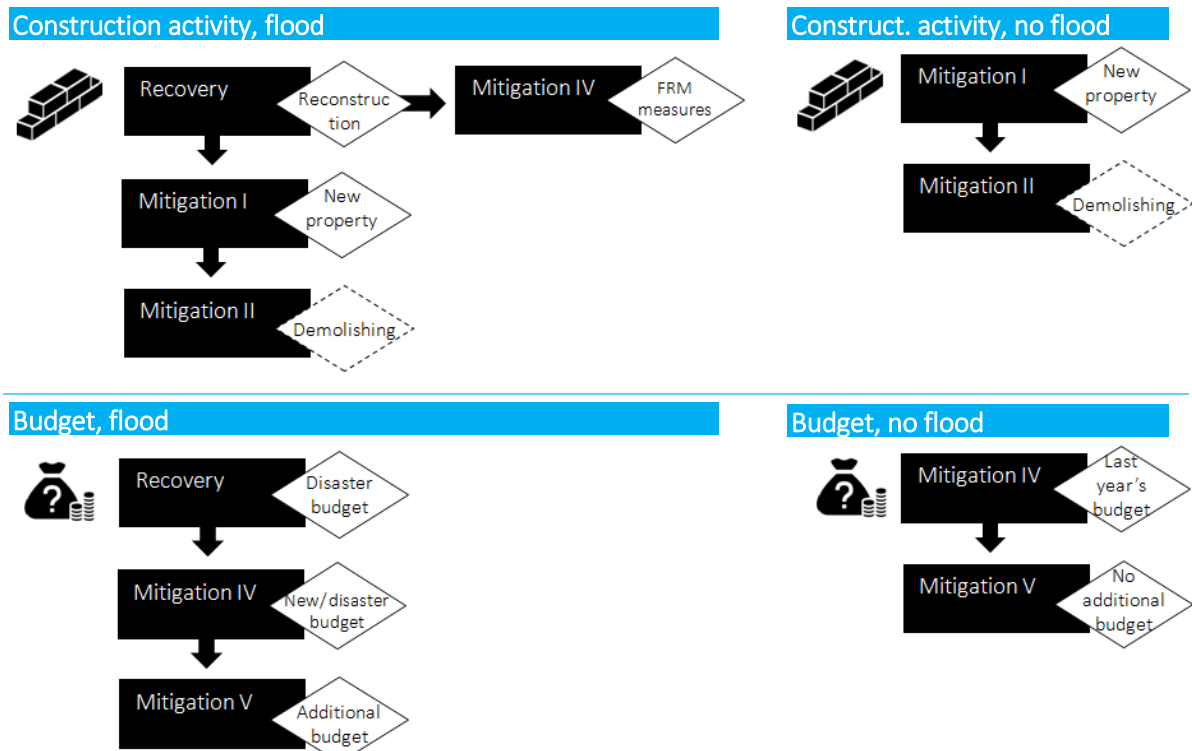 Construction activity, flood
Recovery
Reconstruc
tion
Mitigation IV
FRM
measures
Mitigation I
New
property
Mitigation II
Demolishing
Construct. activity, no flood
Mitigation I
New
property
Mitigation II
Demolishing
Budget, flood
?
Recovery
Disaster
budget
Mitigation IV
New/disaster
budget
Mitigation V
Additional
budget
Budget, no flood
?
Mitigation IV
Last
year's
budget
Mitigation V
No
additional
budget